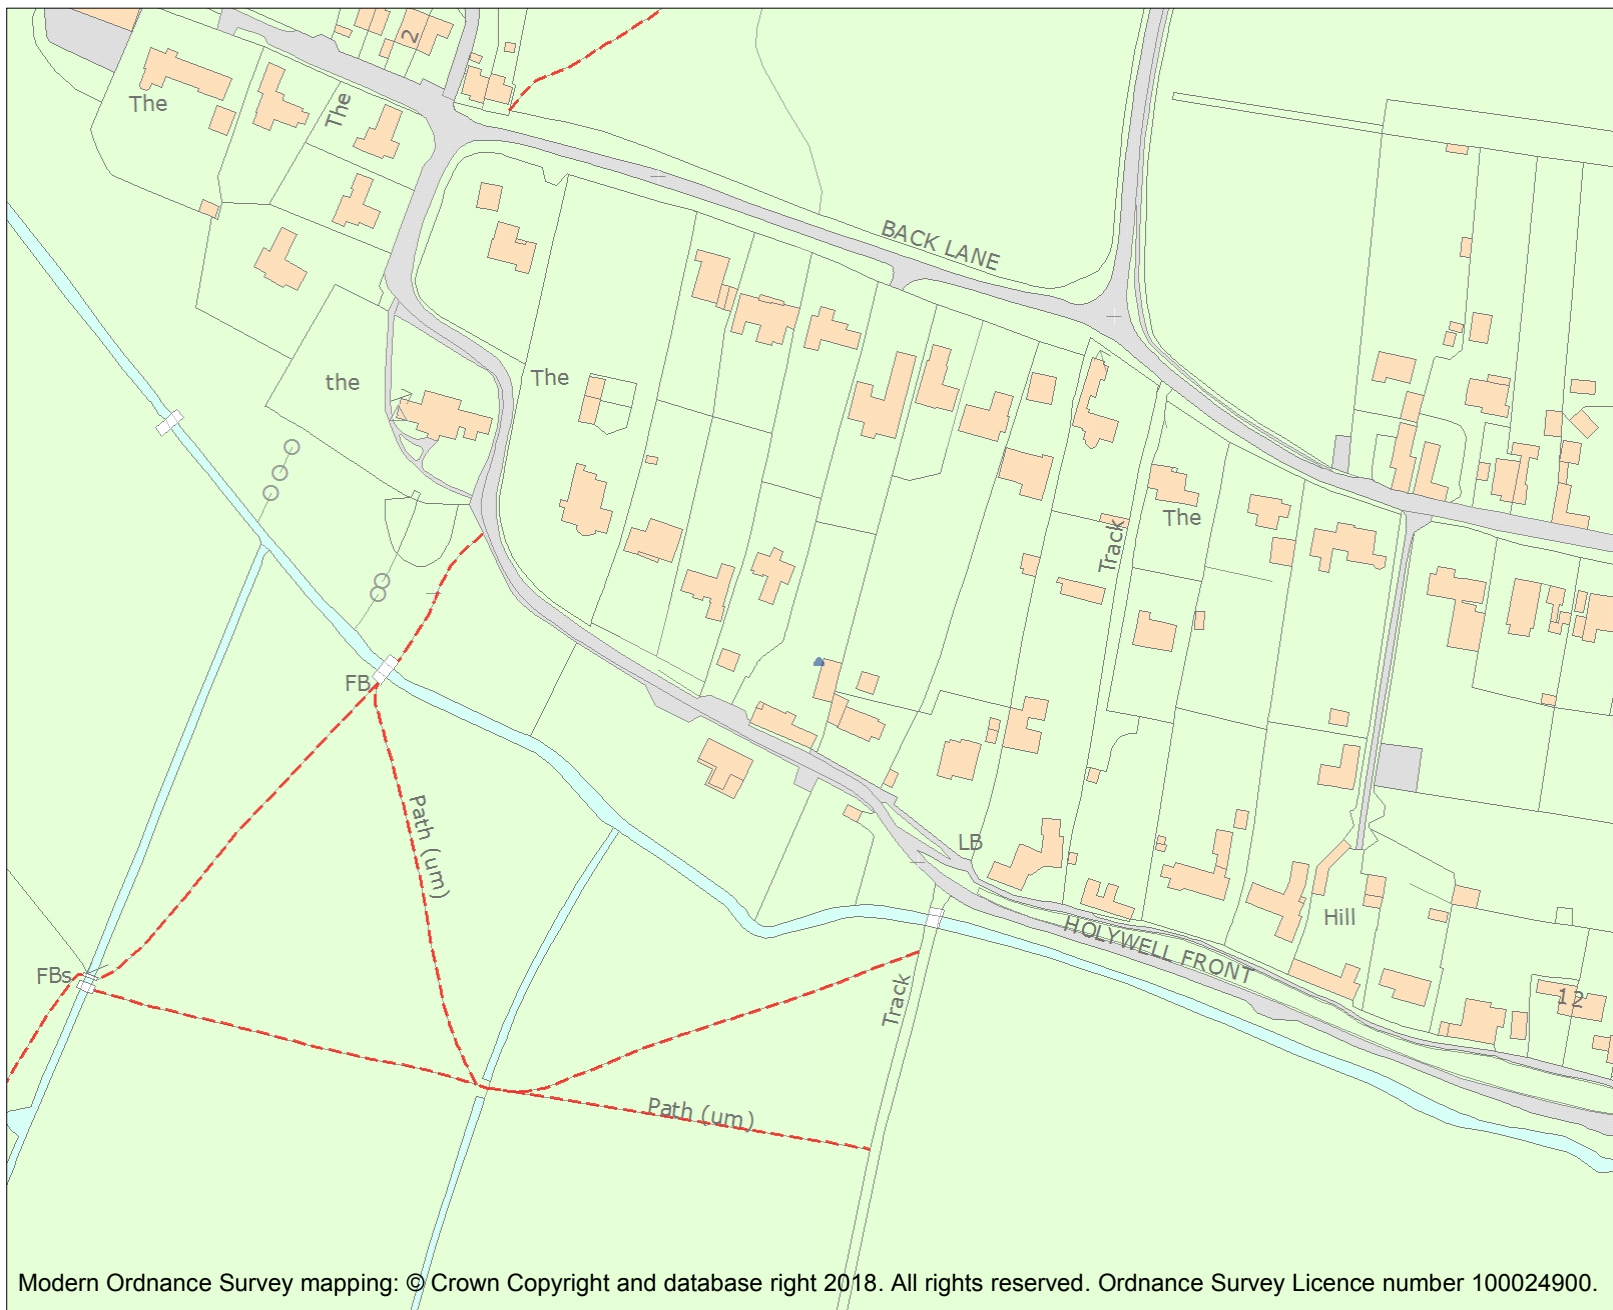 2
The
The
BACK LANE
the
The
The
Track
FB
Path (um)
LB
Hill
HOLYWELL FRONT
FBs
Track
12
Path (um)
Modern Ordnance Survey mapping: © Crown Copyright and database right 2018. All rights reserved. Ordnance Survey Licence number 100024900.